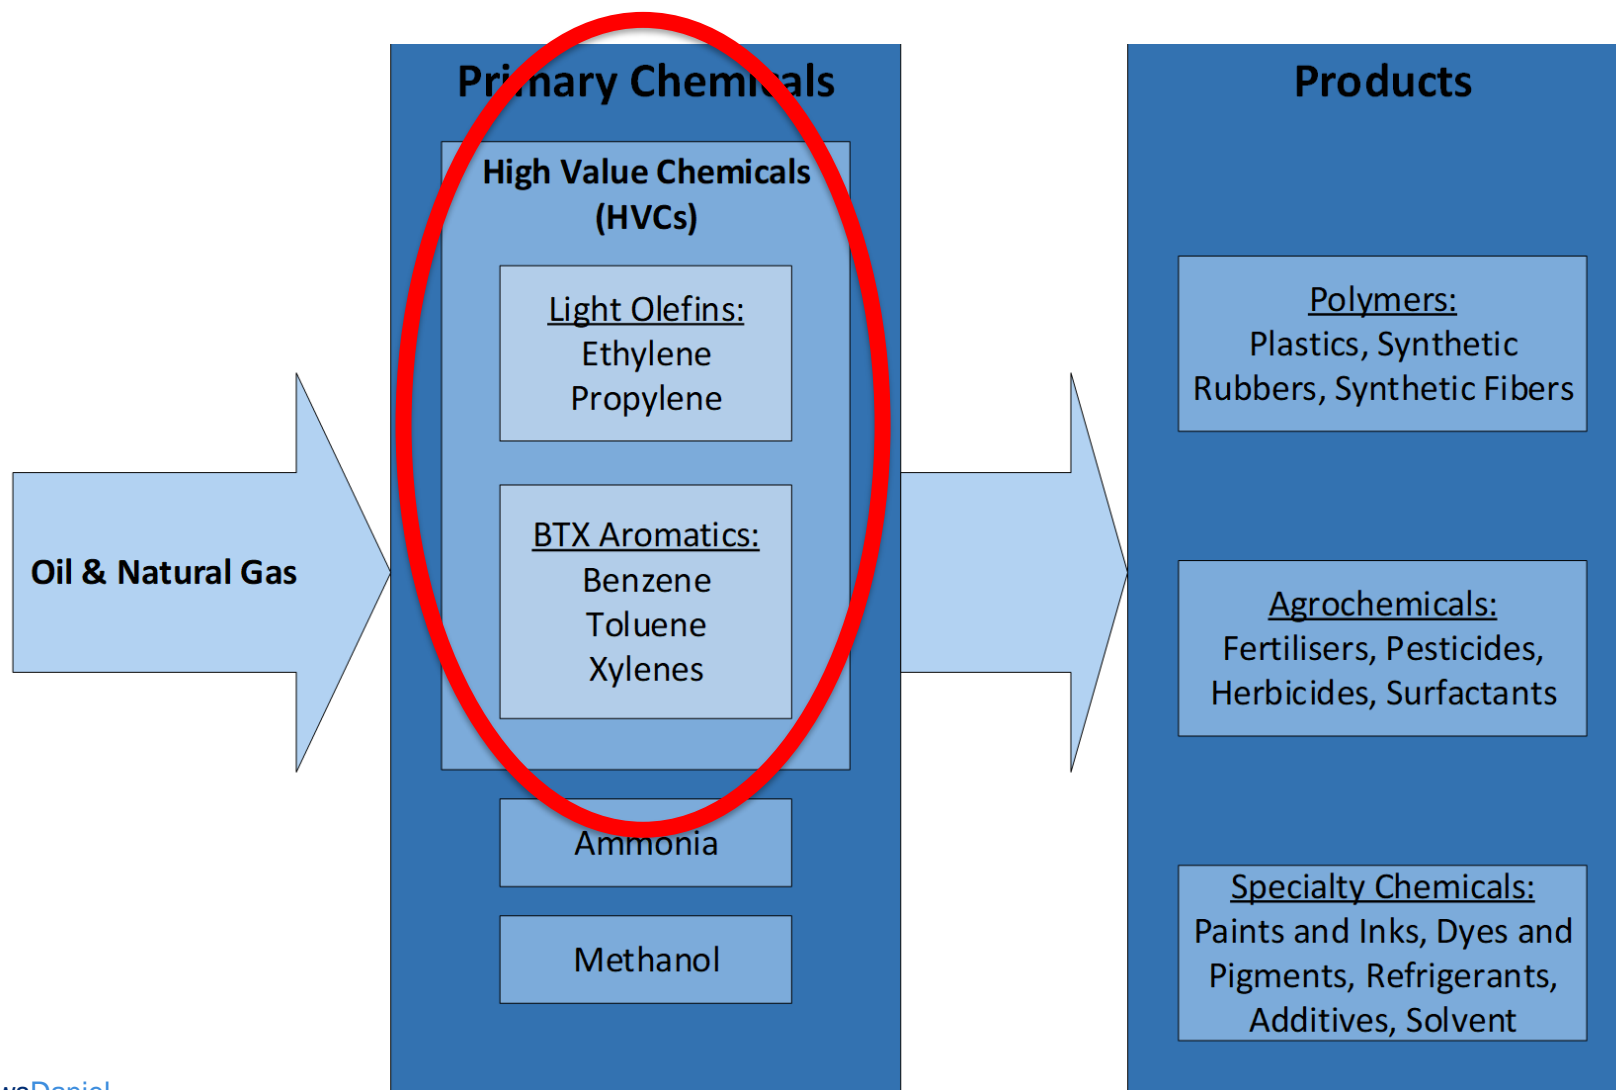 Primary Chemicals
High Value Chemicals
(HVCs)
Light Olefins:
Ethylene
Propylene
BTX Aromatics:
Benzene
Toluene
Xylenes
Ammonia
Methanol
Oil & Natural Gas
Products
Polymers:
Plastics, Synthetic
Rubbers, Synthetic Fibers
Agrochemicals:
Fertilisers, Pesticides,
Herbicides, Surfactants
Specialty Chemicals:
Paints and Inks, Dyes and
Pigments, Refrigerants,
Additives, Solvent